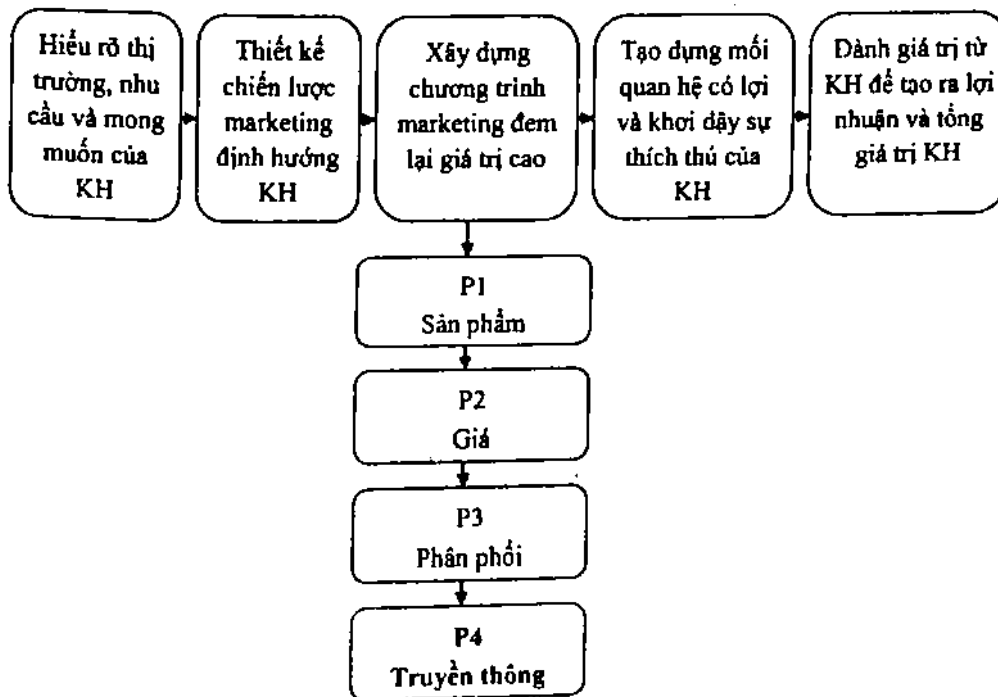 Hiểu rõ thị
trường, nhu
cầu và mong
muốn của
KH
Thiết kế
chiến lược
marketing
định hướng
KH
Xây dựng
chương trình
marketing đem
lại giá trị cao
Tạo dựng mối
quan hệ có lợi
và khơi dậy sự
thích thú của
KH
Dành giá trị từ
KH để tạo ra lợi
nhuận và tổng
giá trị KH
P1
Sản phẩm
P2
Giá
P3
Phân phối
P4
Truyền thông